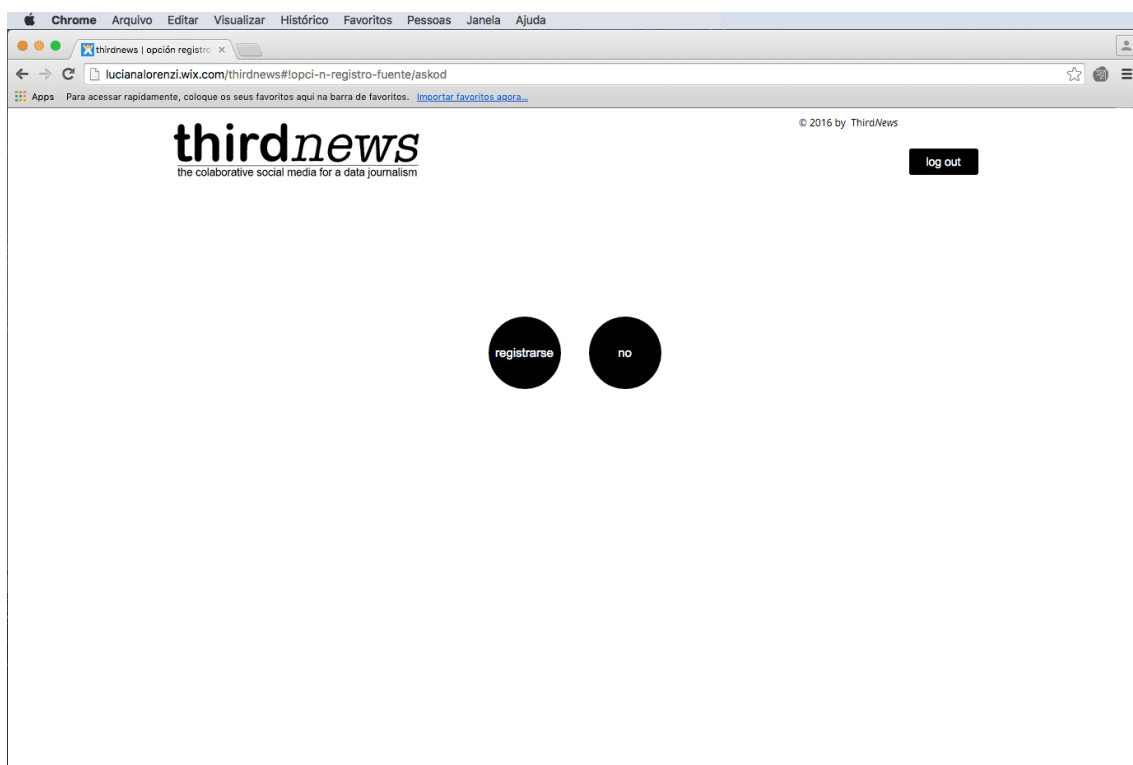 Chrome Arquivo Editar Visualizar Histórico Favoritos Pessoas Janela Ajuda
thirdnews | opción registro
lucianalorenzi.wix.com/thirdnews#!opci-n-registro-fuente/askod
Apps Para acessar rapidamente, coloque os seus favoritos aqui na barra de favoritos. Importar favoritos agora...
© 2016 by ThirdNews
thirdnews
the colaborative social media for a data journalism
log out
registrarse no